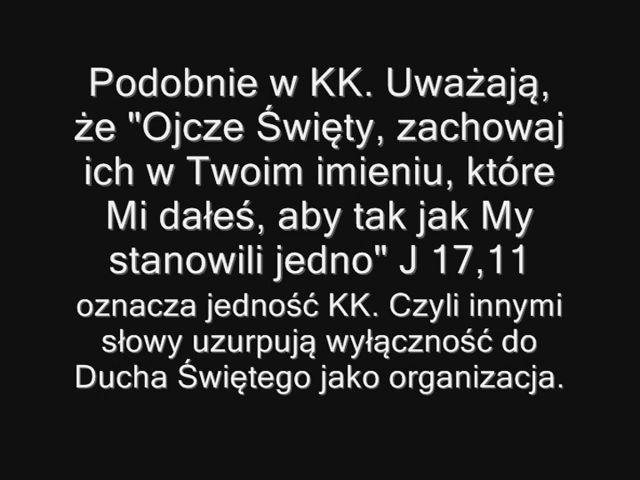 Podobnie w KK. Uważają,
że "Ojcze Święty, zachowaj
ich w Twoim imieniu, które
Mi dałeś, aby tak jak My
stanowili jedno" J 17,11
oznacza jedność KK. Czyli innymi
słowy uzurpują wyłączność do
Ducha Świętego jako organizacja.